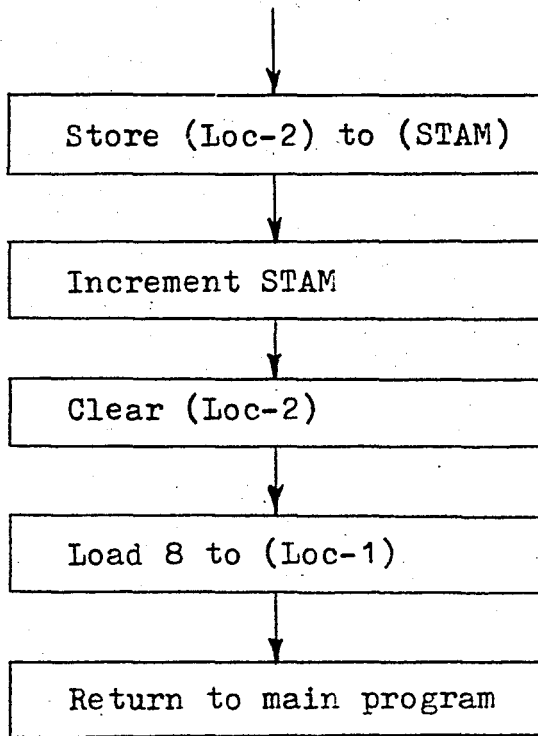 Store (Loc-2) to (STAM)
Increment STAM
Clear (Loc-2)
Load 8 to (Loc-1)
Return to main program